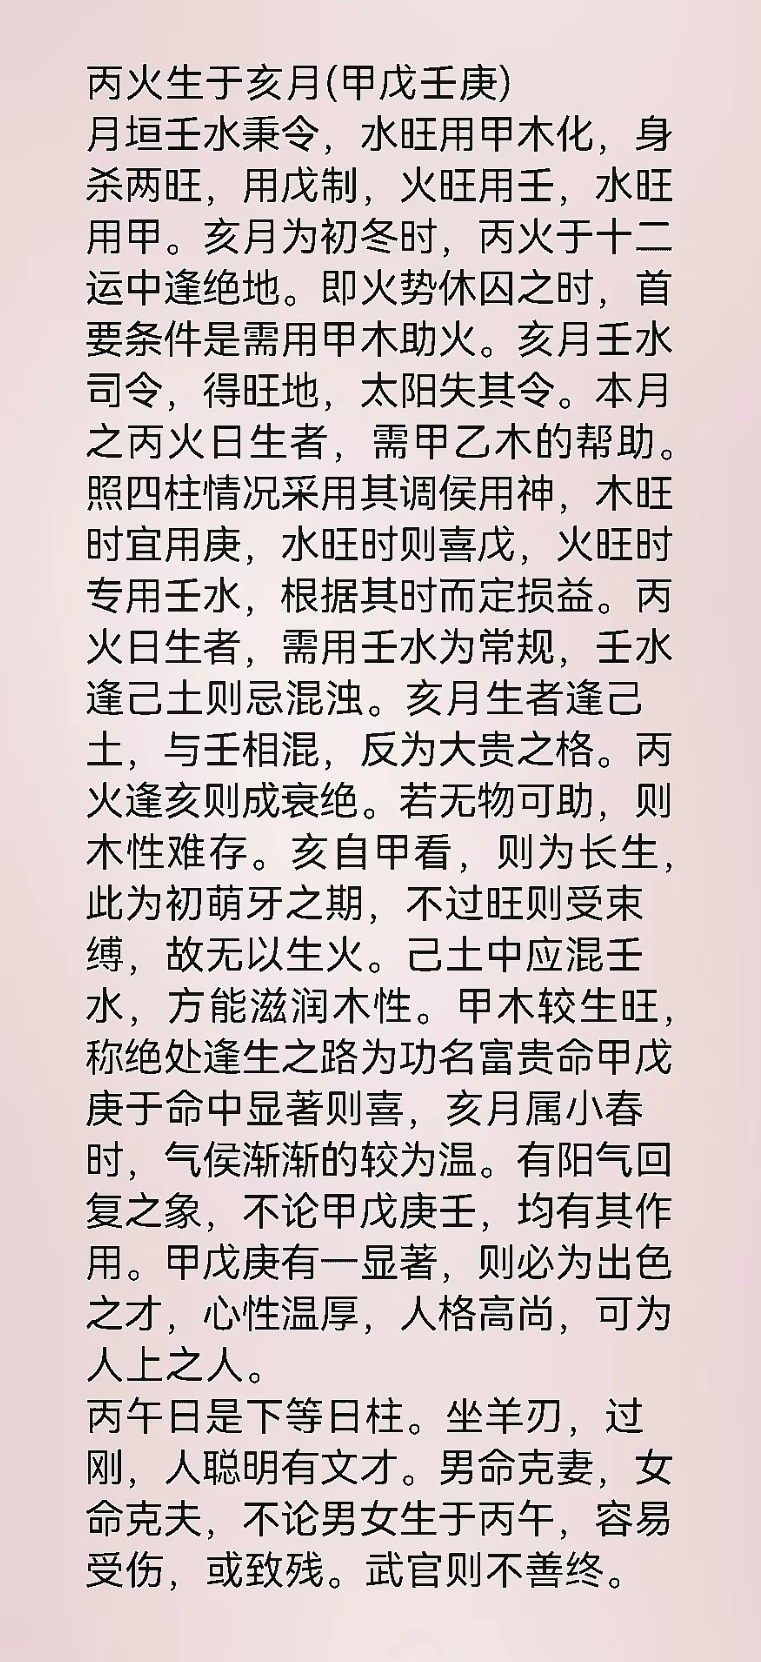 丙火生于亥月(甲戊壬庚)
月垣壬水秉令，水旺用甲木化，身
杀两旺，用戊制，火旺用壬，水旺
用甲。亥月为初冬时，丙火于十二
运中逢绝地。即火势休囚之时，首
要条件是需用甲木助火。亥月壬水
司令，得旺地，太阳失其令。本月
之丙火日生者，需甲乙木的帮助。
照四柱情况采用其调侯用神，木旺
时宜用庚，水旺时则喜戊，火旺时
专用壬水，根据其时而定损益。丙
火日生者，需用壬水为常规，壬水
逢己土则忌混浊。亥月生者逢己
土，与壬相混，反为大贵之格。丙
火逢亥则成衰绝。若无物可助，则
木性难存。亥自甲看，则为长生，
此为初萌牙之期，不过旺则受束
缚，故无以生火。己土中应混壬
水，方能滋润木性。甲木较生旺，
称绝处逢生之路为功名富贵命甲戊
庚于命中显著则喜，亥月属小春
时，气侯渐渐的较为温。有阳气回
复之象，不论甲戊庚壬，均有其作
用。甲戊庚有一显著，则必为出色
之才，心性温厚，人格高尚，可为
人上之人。
丙午日是下等日柱。坐羊刃，过
刚，人聪明有文才。男命克妻，女
命克夫，不论男女生于丙午，容易
受伤，或致残。武官则不善终。